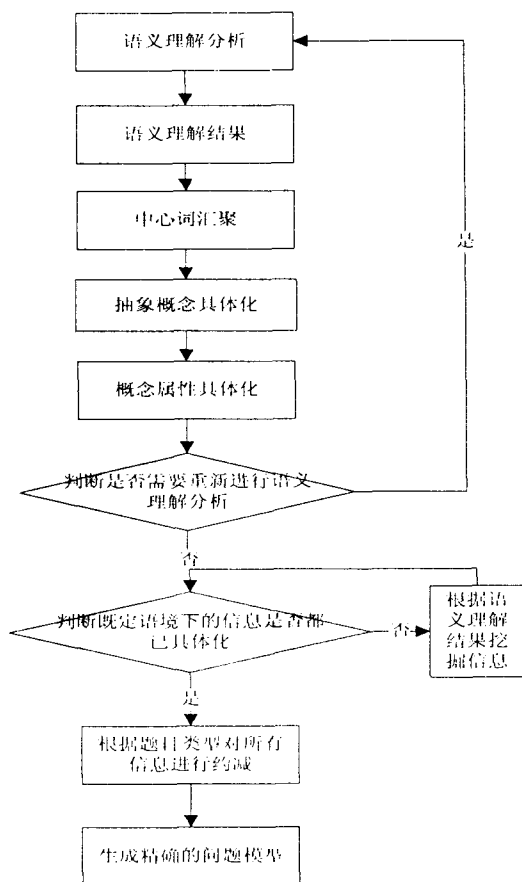 语义理解分析
语义理解结果
中心词汇聚
是
抽象概念具体化
概念属性具体化
判断是否需要重新进行语义
理解分析
否
判断既定语境下的信息是否都
已具体化
否
根据语
义理解
结果挖
掘信息
是
根据题目类型对所有
信息进行约减
生成精确的问题模型